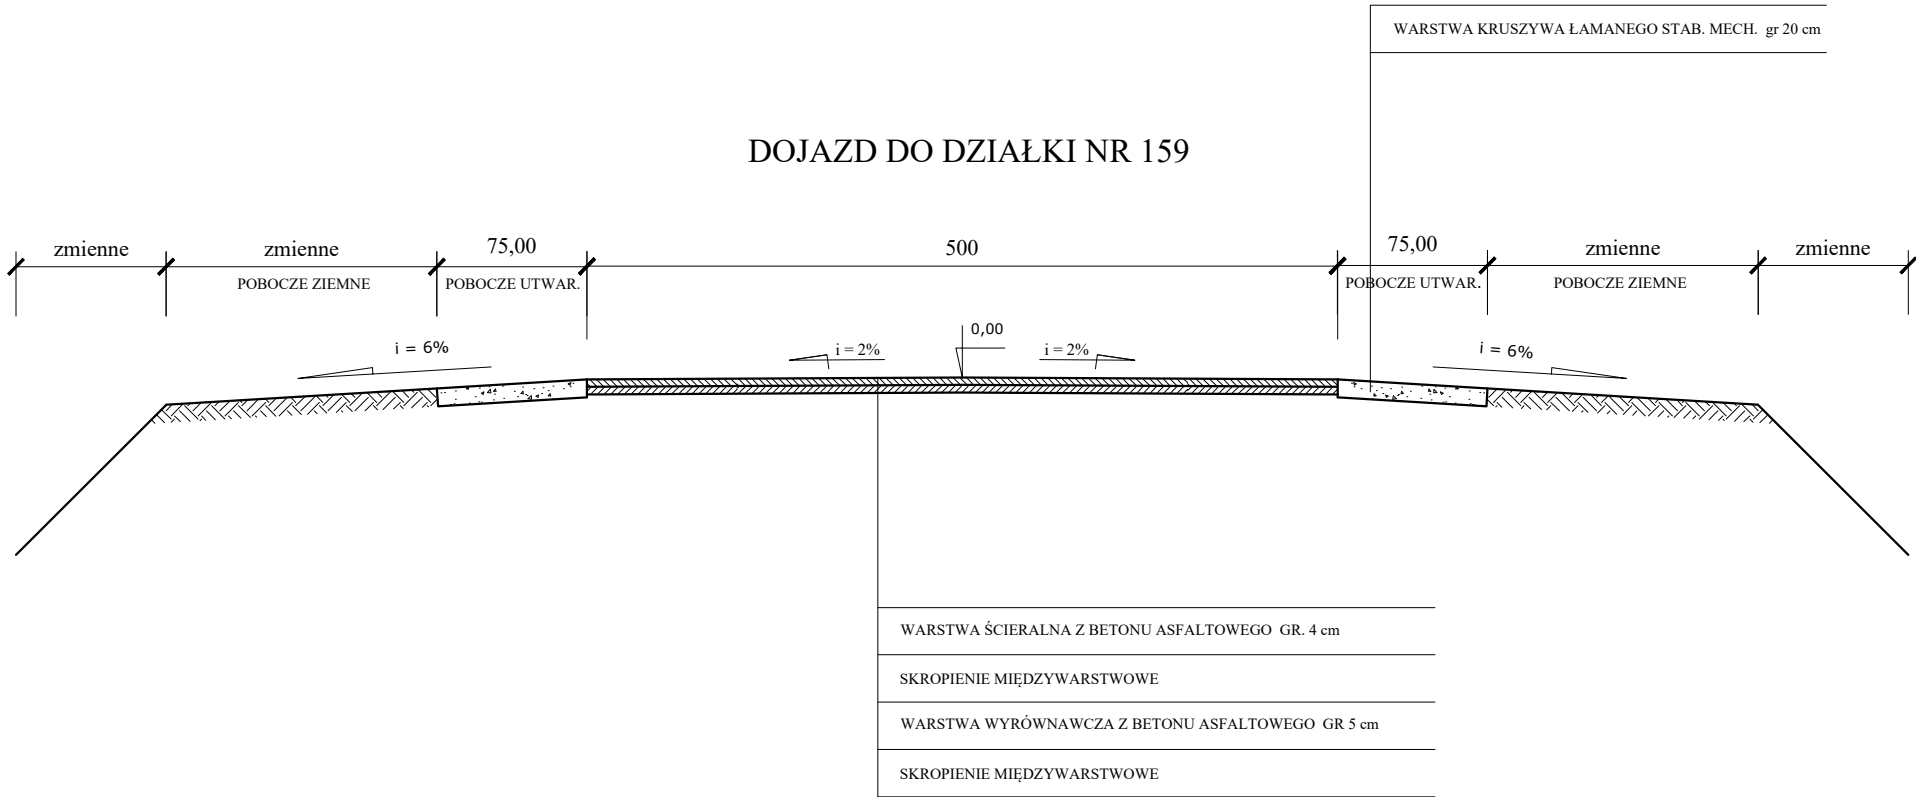 WARSTWA KRUSZYWA ŁAMANEGO STAB. MECH. gr 20 cm
DOJAZD DO DZIAŁKI NR 159
zmienne zmienne 75,00 500 75,00 zmienne zmienne
POBOCZE ZIEMNE POBOCZE UTWAR. POBOCZE UTWAR. POBOCZE ZIEMNE
0,00
i = 6% i = 2% i = 2% i = 6%
WARSTWA ŚCIERALNA Z BETONU ASFALTOWEGO GR. 4 cm
SKROPIENIE MIĘDZYWARSTWOWE
WARSTWA WYRÓWNAWCZA Z BETONU ASFALTOWEGO GR 5 cm
SKROPIENIE MIĘDZYWARSTWOWE